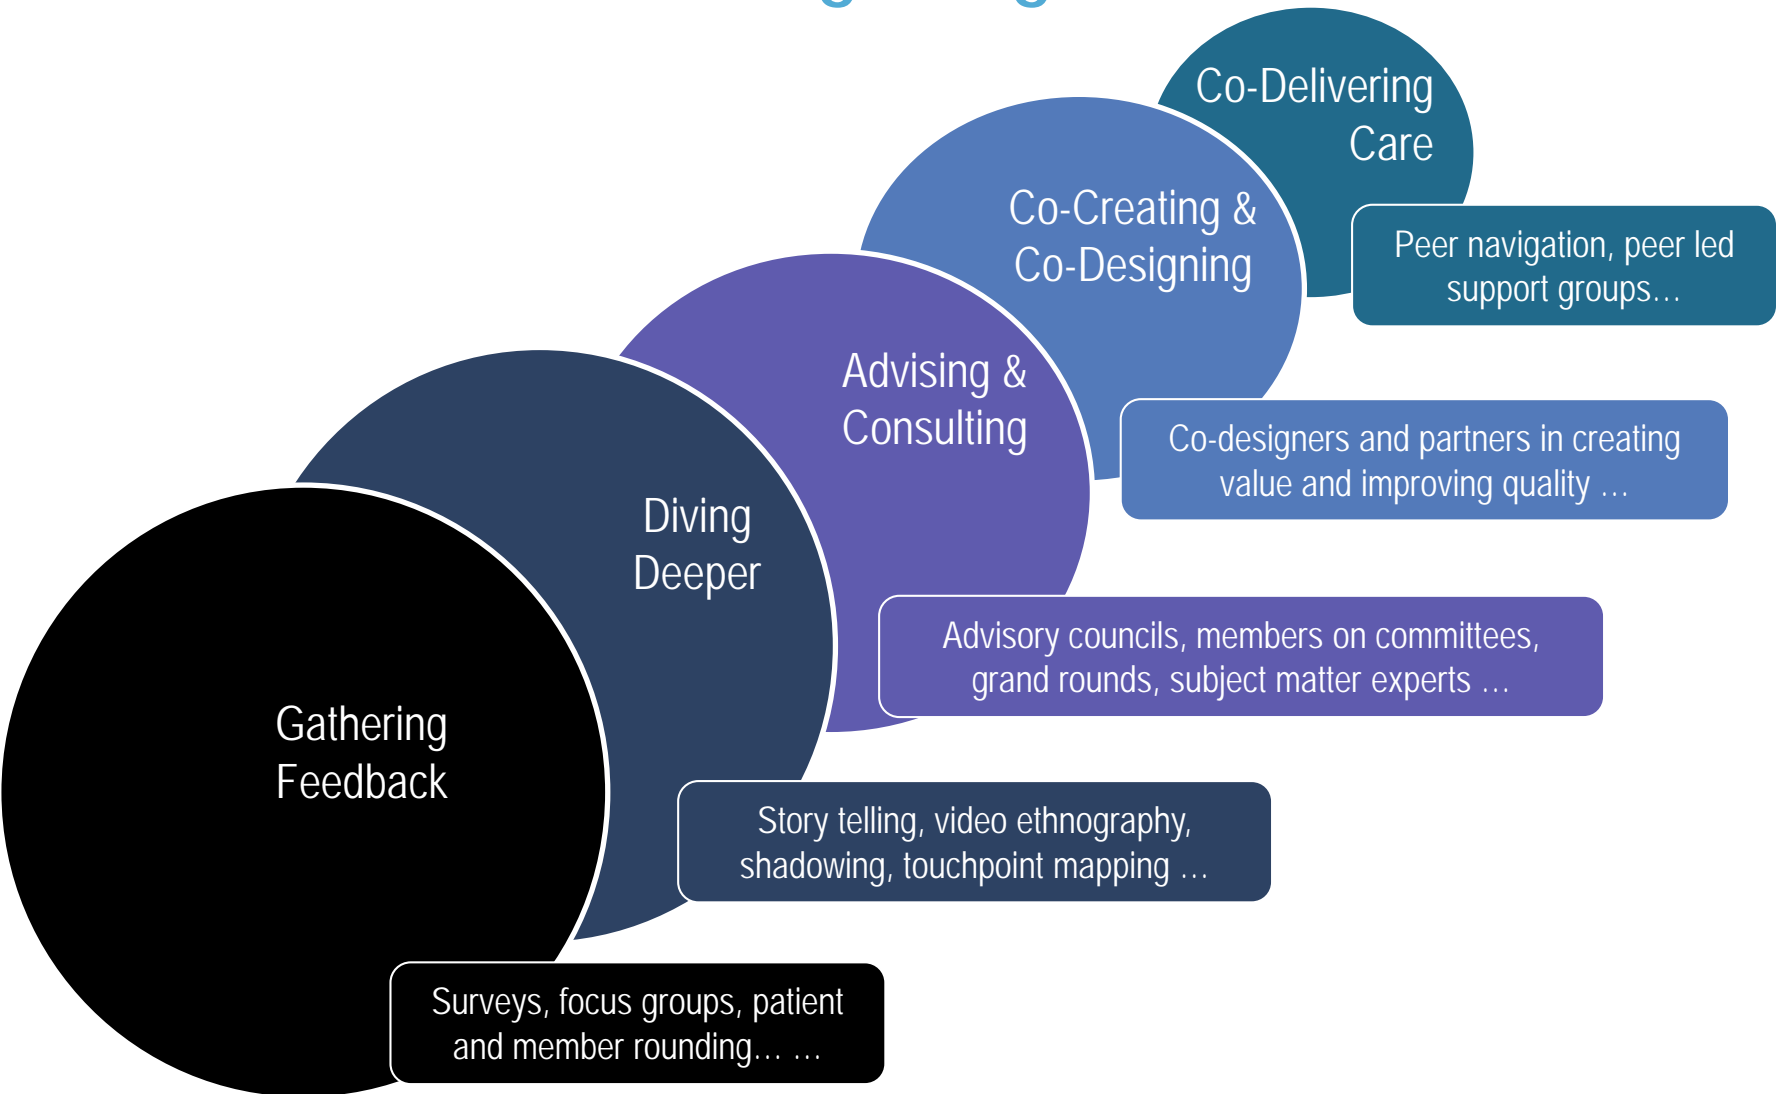 Co-Delivering
Care
Peer navigation, peer led
support groups…
Co-Creating &
Co-Designing
Co-designers and partners in creating
value and improving quality …
Advising &
Consulting
Advisory councils, members on committees,
grand rounds, subject matter experts …
Diving
Deeper
Story telling, video ethnography,
shadowing, touchpoint mapping …
Gathering
Feedback
Surveys, focus groups, patient
and member rounding… …